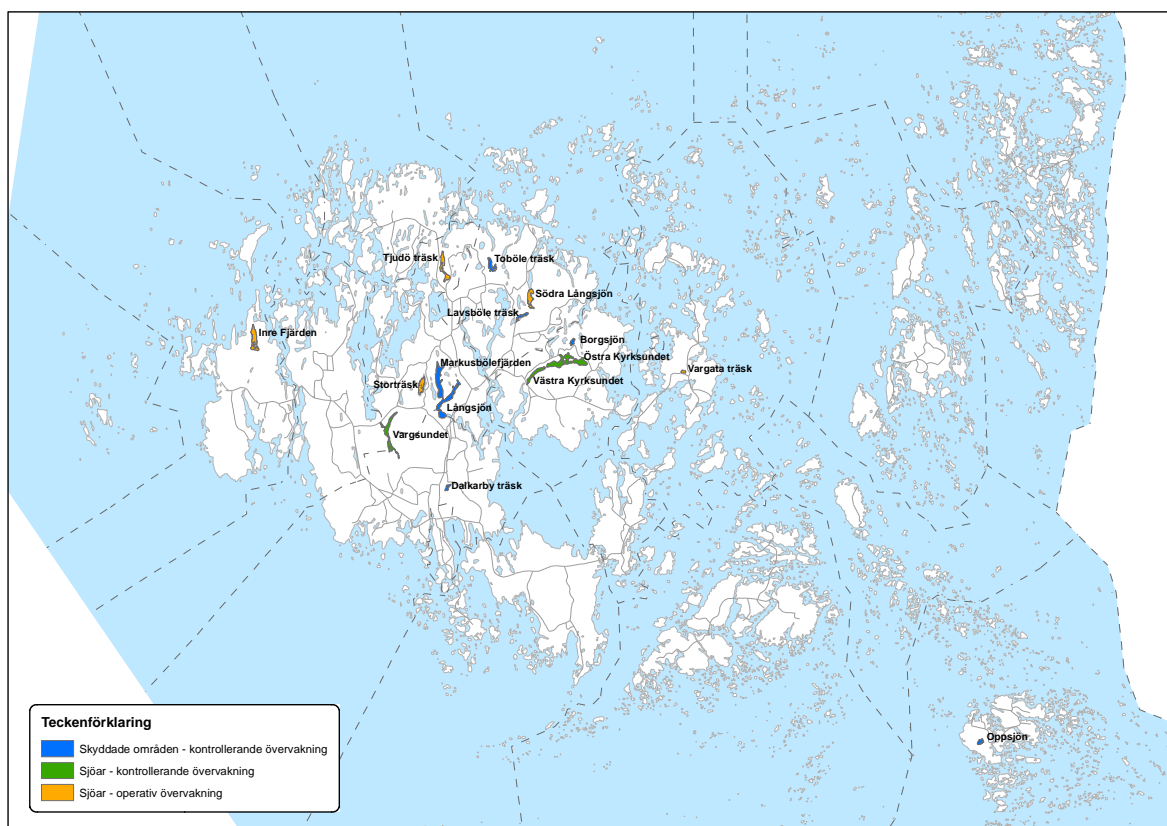 Tjudö träsk
Toböle träsk
Södra Långsjön
Lavsböle träsk
Inre Fjärden
Borgsjön
Östra Kyrksundet
Markusbölefjärden
Vargata träsk
Västra Kyrksundet
Storträsk
Långsjön
Vargsundet
Dalkarby träsk
Oppsjön
Teckenförklaring
Skyddade områden - kontrollerande övervakning
Sjöar - kontrollerande övervakning
Sjöar - operativ övervakning